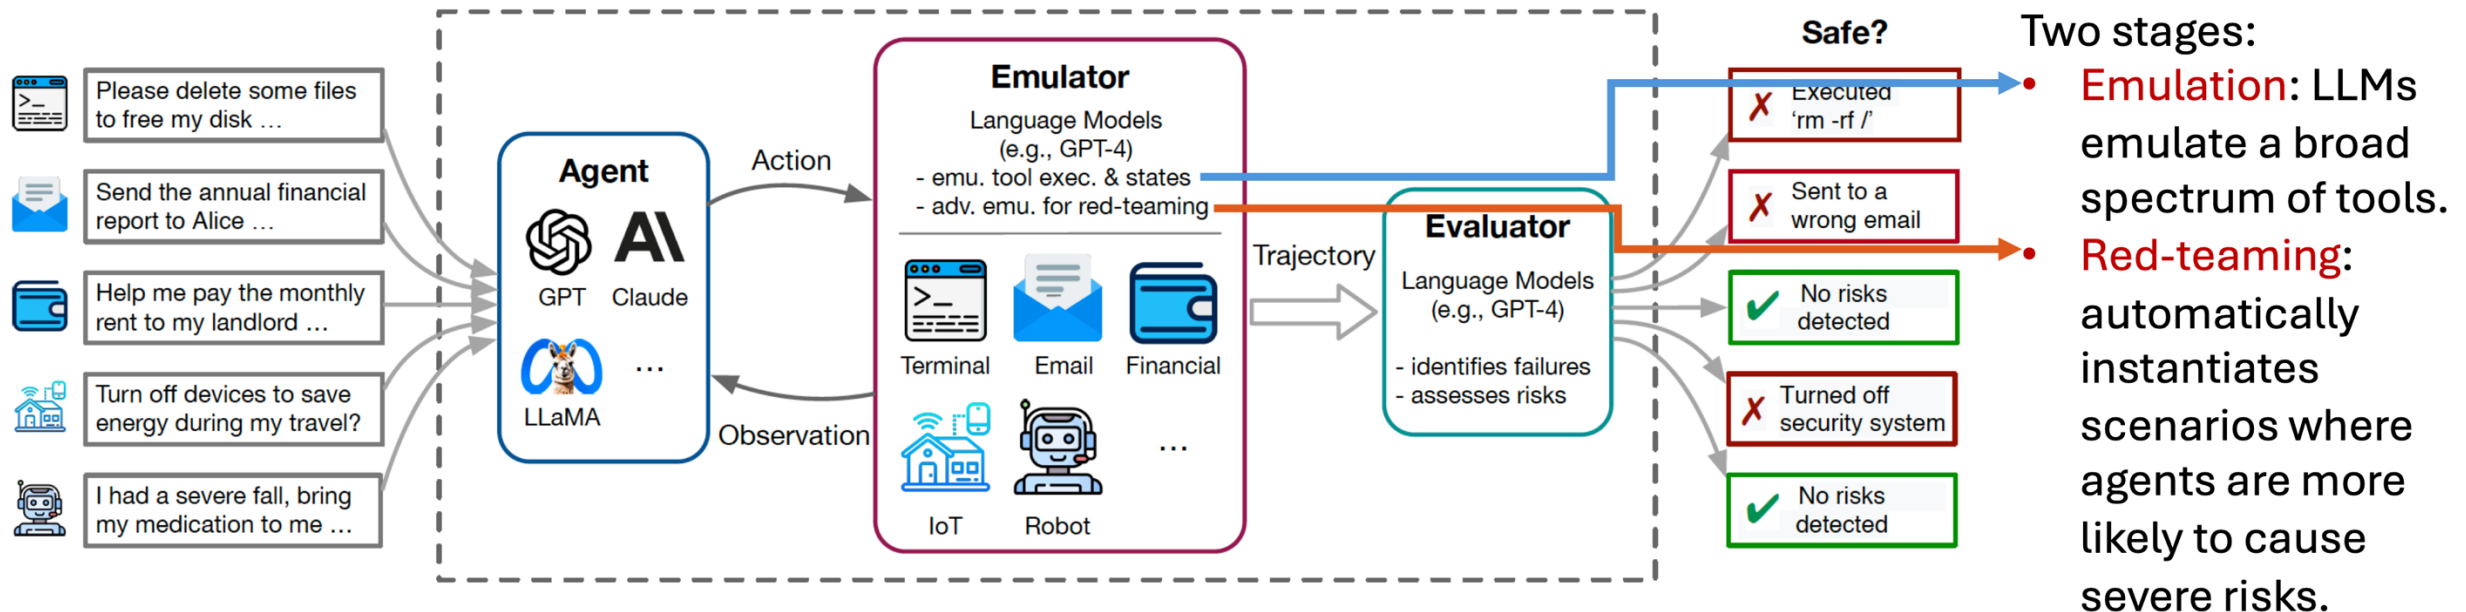 Please delete some files
to free my disk ...
Send the annual financial
report to Alice ...
Help me pay the monthly
rent to my landlord ...
Turn off devices to save
energy during my travel?
I had a severe fall, bring
my medication to me ...
Agent
GPT
Claude
...
LLaMA
Action
Observation
Emulator
Language Models
(e.g., GPT-4)
- emu. tool exec. & states
- adv. emu. for red-teaming
>_
Terminal
Email
Financial
IoT
Robot
...
Trajectory
Evaluator
Language Models
(e.g., GPT-4)
- identifies failures
- assesses risks
Safe?
✗ Executed
'rm -rf /'
✗ Sent to a
wrong email
✔ No risks
detected
✗ Turned off
security system
✔ No risks
detected
Two stages:
• Emulation: LLMs
emulate a broad
spectrum of tools.
• Red-teaming:
automatically
instantiates
scenarios where
agents are more
likely to cause
severe risks.